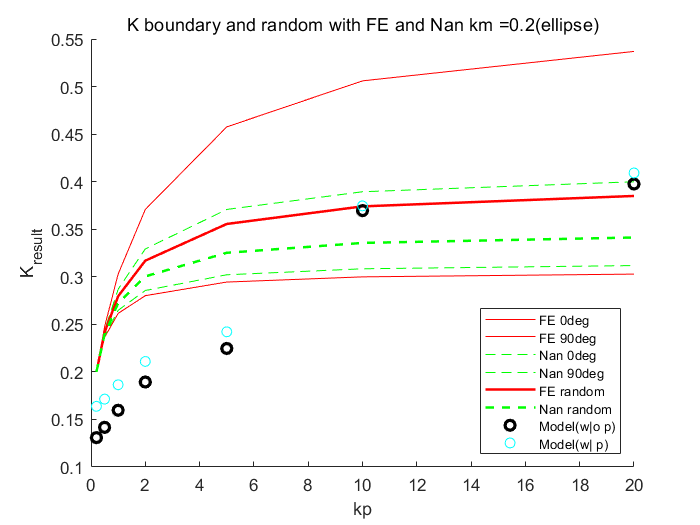 K boundary and random with FE and Nan km =0.2(ellipse)
0.55
0.5
0.45
0.4
0.35
0.3
0.25
0.2
0.15
0.1
K_result
FE 0deg
FE 90deg
Nan 0deg
Nan 90deg
FE random
Nan random
Model(w|o p)
Model(w| p)
0 2 4 6 8 10 12 14 16 18 20
kp